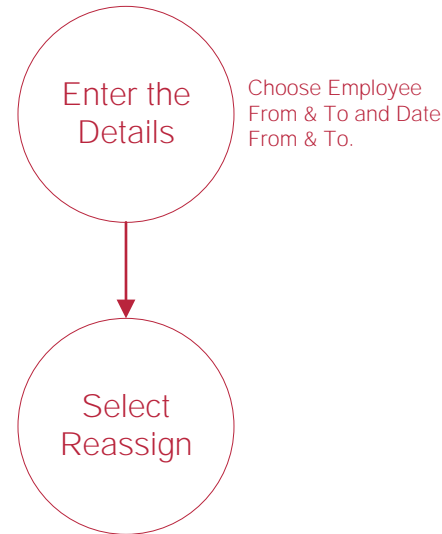 Enter the
Details
Choose Employee
From & To and Date
From & To.
Select
Reassign